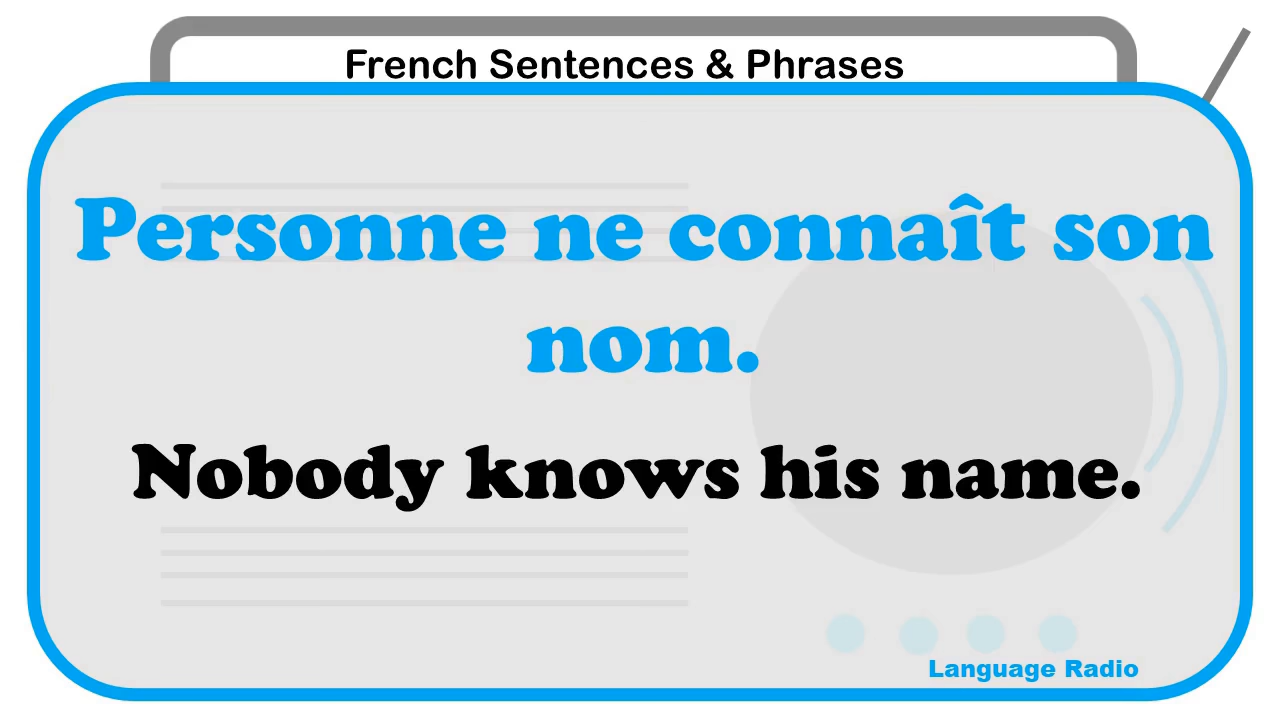 French Sentences & Phrases
Personne ne connaît son
nom.
Nobody knows his name.
Language Radio